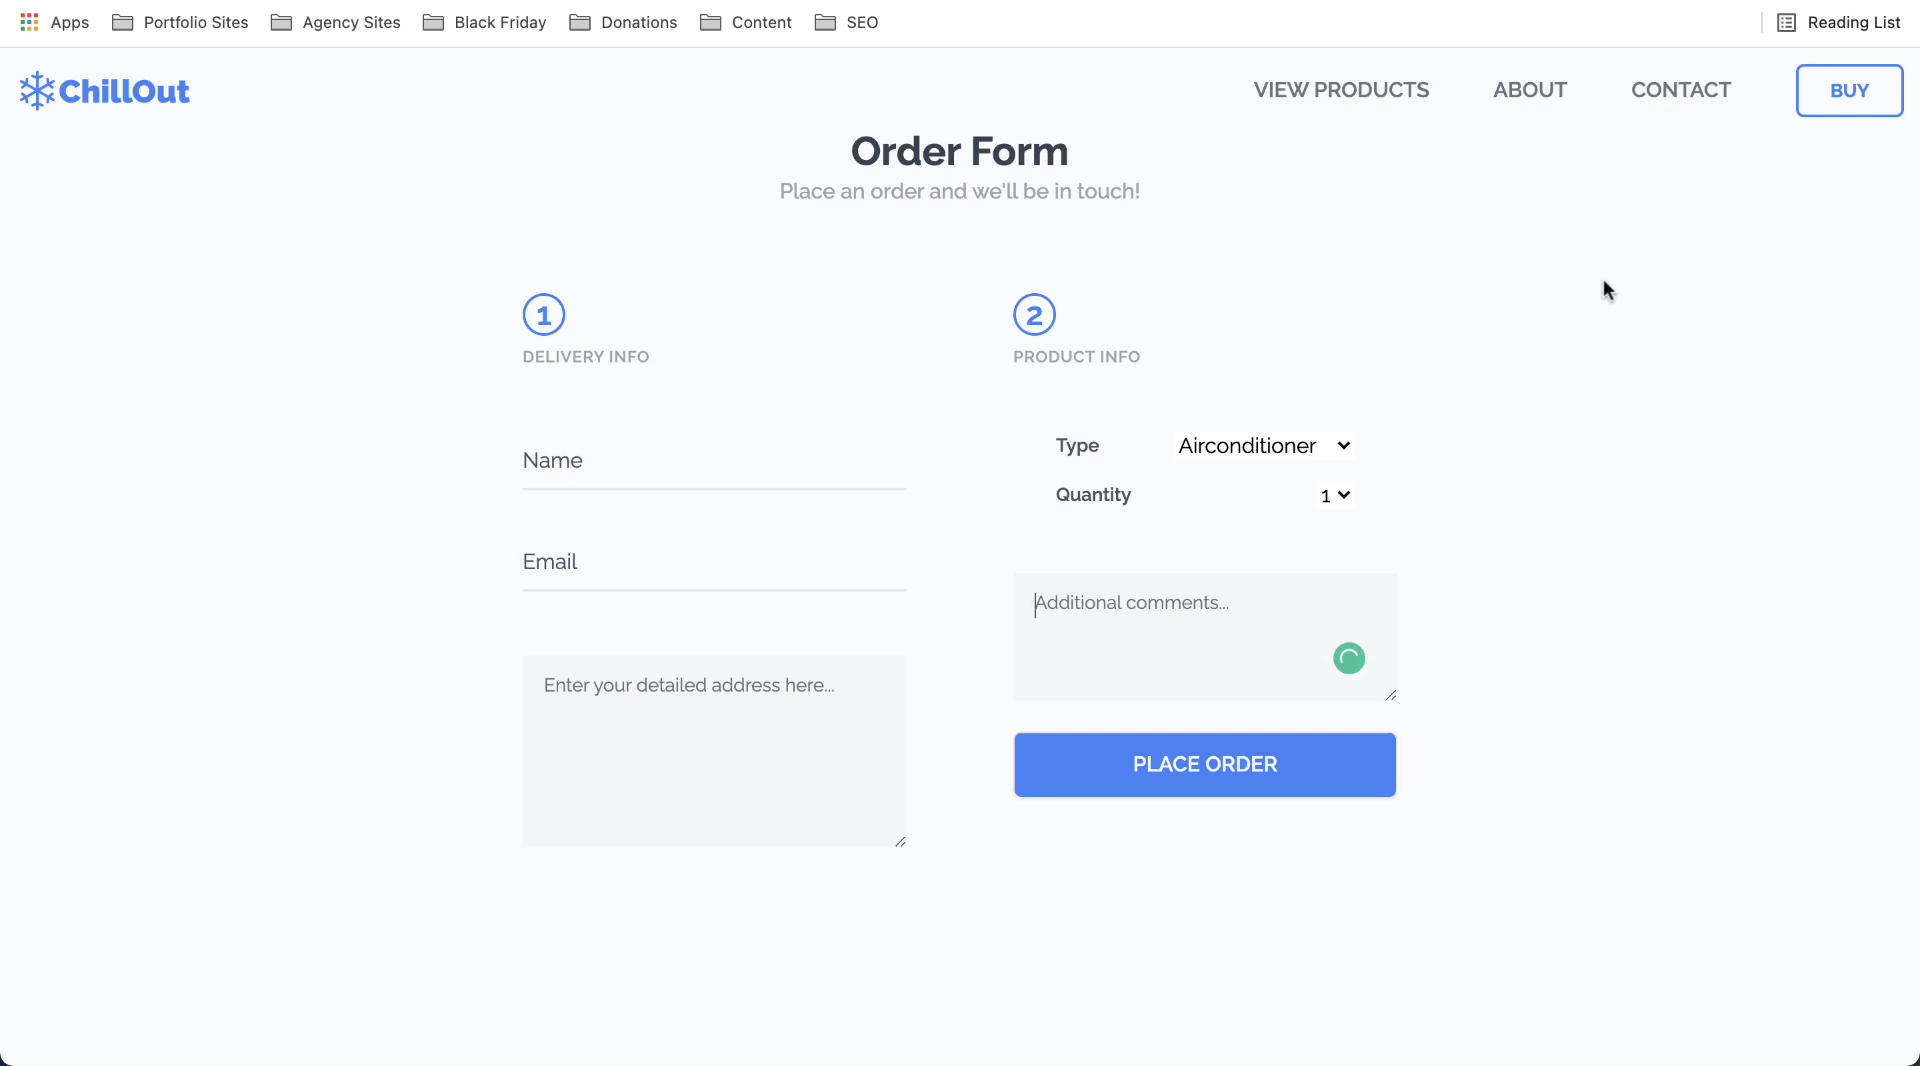 Apps Portfolio Sites Agency Sites Black Friday Donations Content SEO Reading List
ChillOut VIEW PRODUCTS ABOUT CONTACT BUY
Order Form
Place an order and we'll be in touch!
1
DELIVERY INFO
Name
Email
Enter your detailed address here...
2
PRODUCT INFO
Type Airconditioner
Quantity 1
Additional comments...
PLACE ORDER